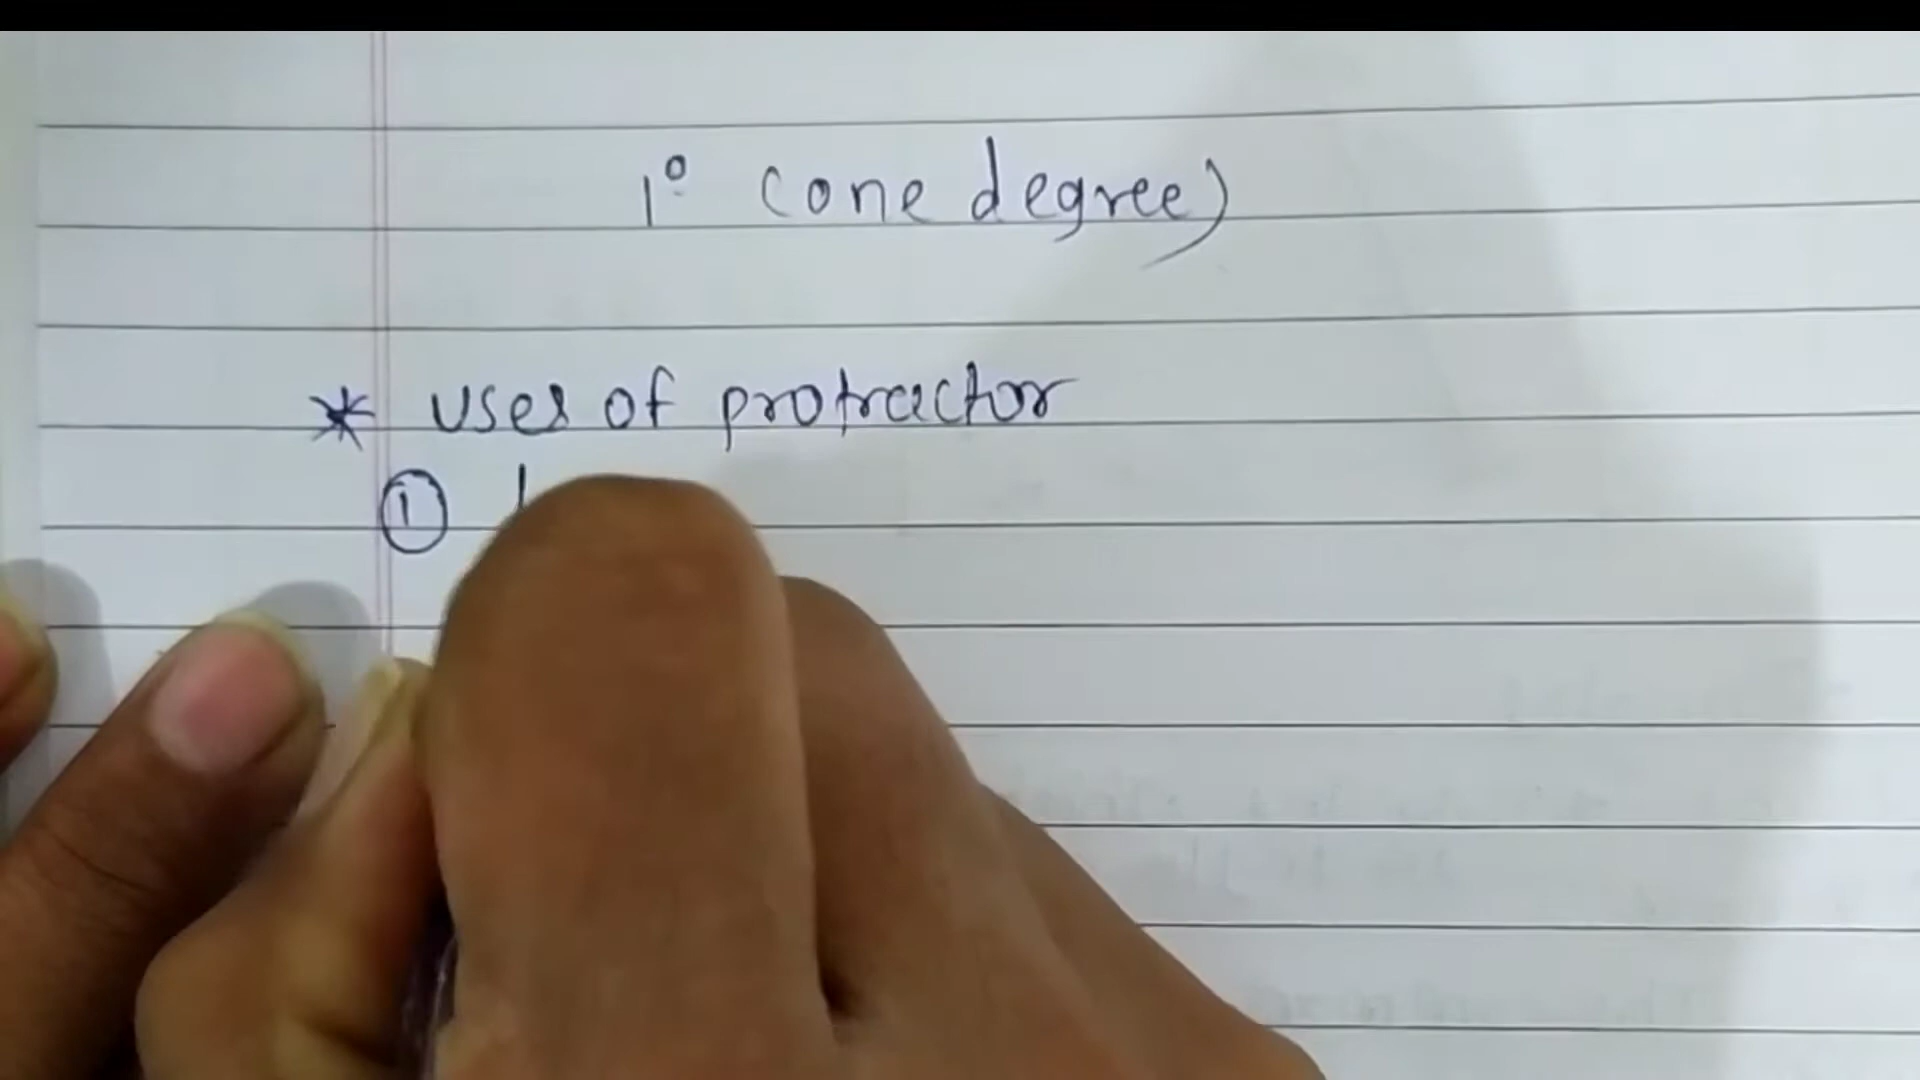 1° (one degree)
* uses of protractor
①